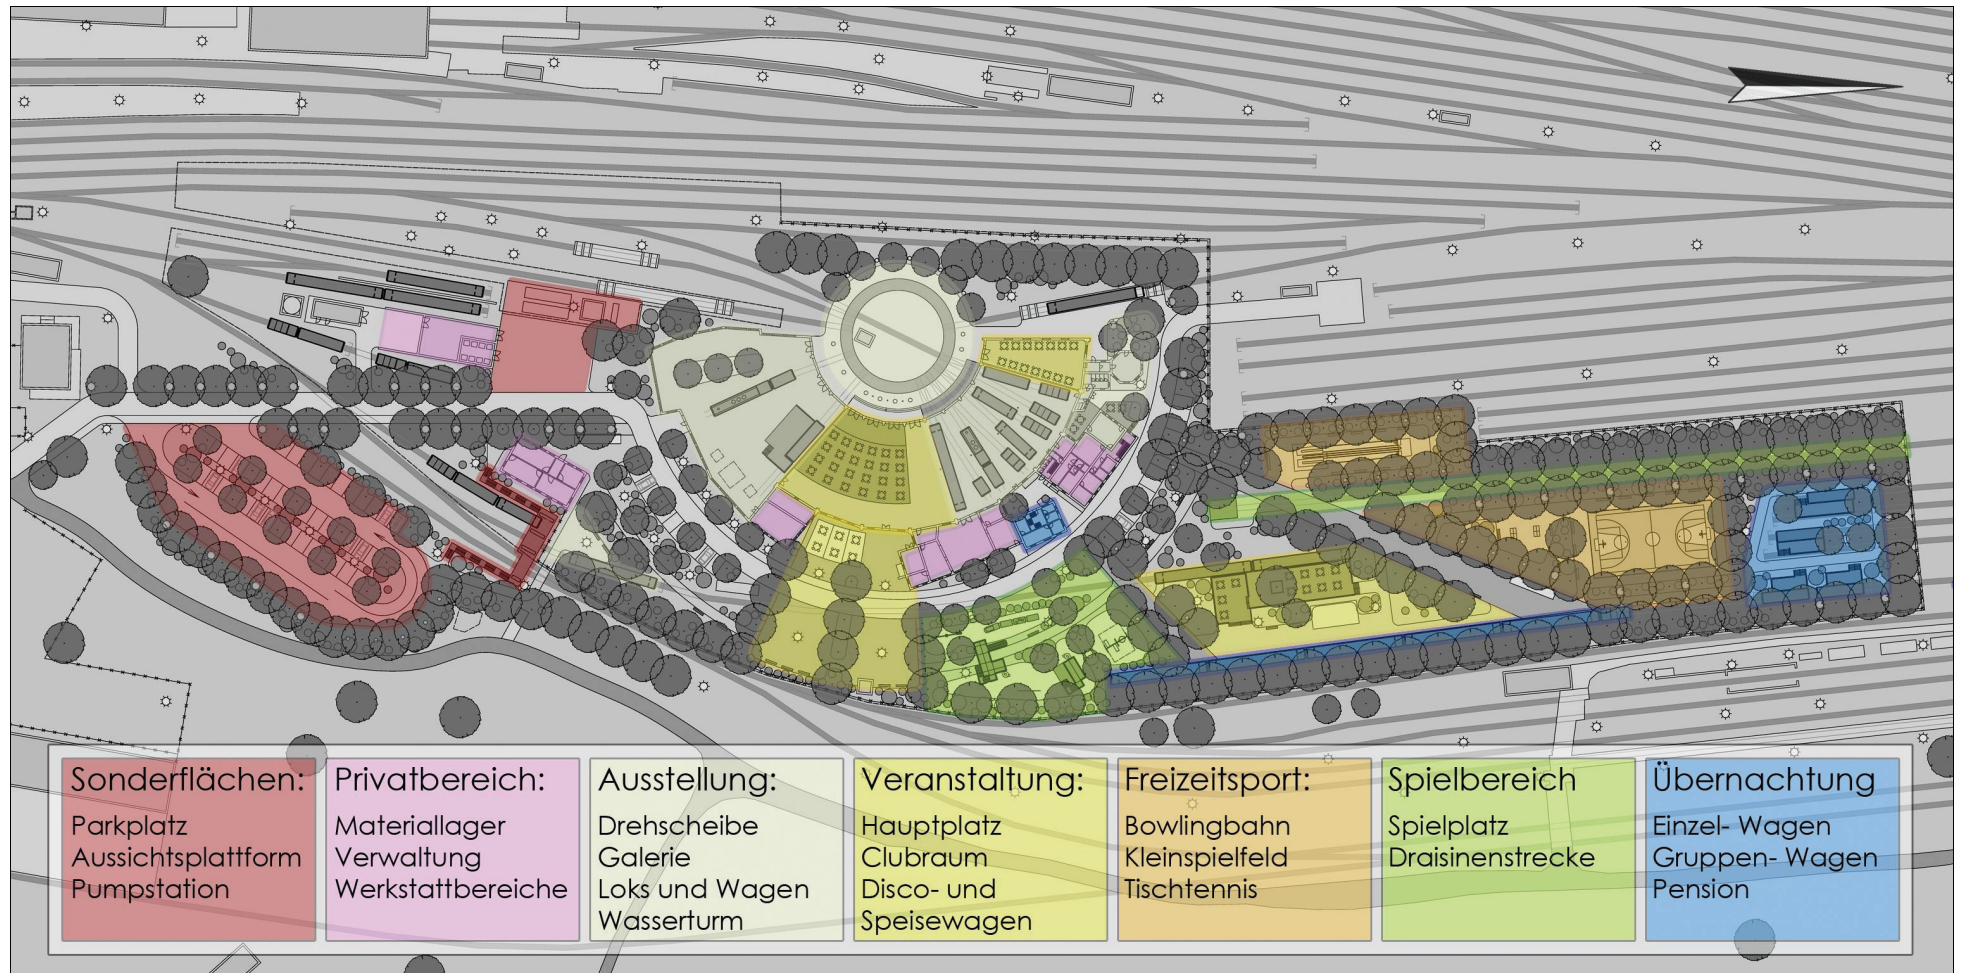 Sonderflächen:
Parkplatz
Aussichtsplattform
Pumpstation
Privatbereich:
Materiallager
Verwaltung
Werkstattbereiche
Ausstellung:
Drehscheibe
Galerie
Loks und Wagen
Wasserturm
Veranstaltung:
Hauptplatz
Clubraum
Disco- und
Speisewagen
Freizeitsport:
Bowlingbahn
Kleinspielfeld
Tischtennis
Spielbereich
Spielplatz
Draisinenstrecke
Übernachtung
Einzel- Wagen
Gruppen- Wagen
Pension